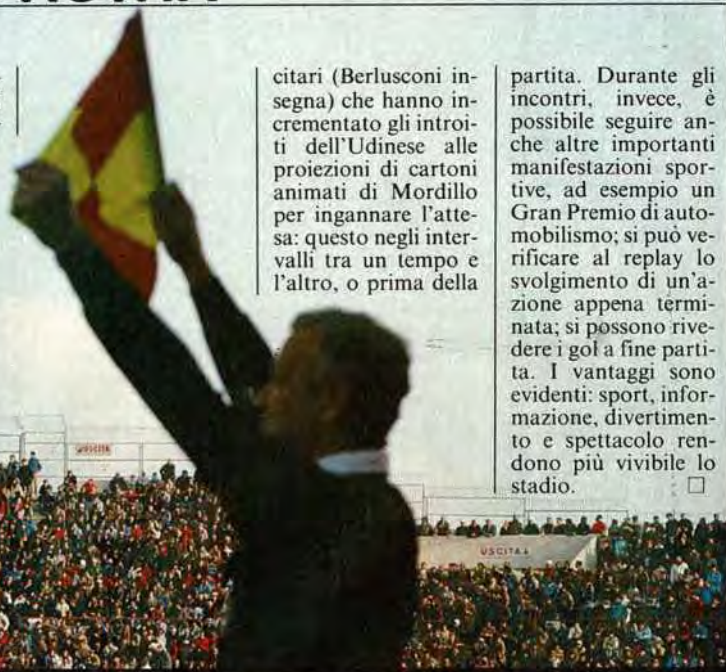 citari (Berlusconi in-
segna) che hanno in-
crementato gli introi-
ti dell'Udinese alle
proiezioni di cartoni
animati di Mordillo
per ingannare l'atte-
sa: questo negli inter-
valli tra un tempo e
l'altro, o prima della
partita. Durante gli
incontri, invece, è
possibile seguire an-
che altre importanti
manifestazioni spor-
tive, ad esempio un
Gran Premio di auto-
mobilismo; si può ve-
rificare al replay lo
svolgimento di un'a-
zione appena termi-
nata; si possono rive-
dere i gol a fine parti-
ta. I vantaggi sono
evidenti: sport, infor-
mazione, divertimen-
to e spettacolo ren-
dono più vivibile lo
stadio. □
USCITA
USCITA 4